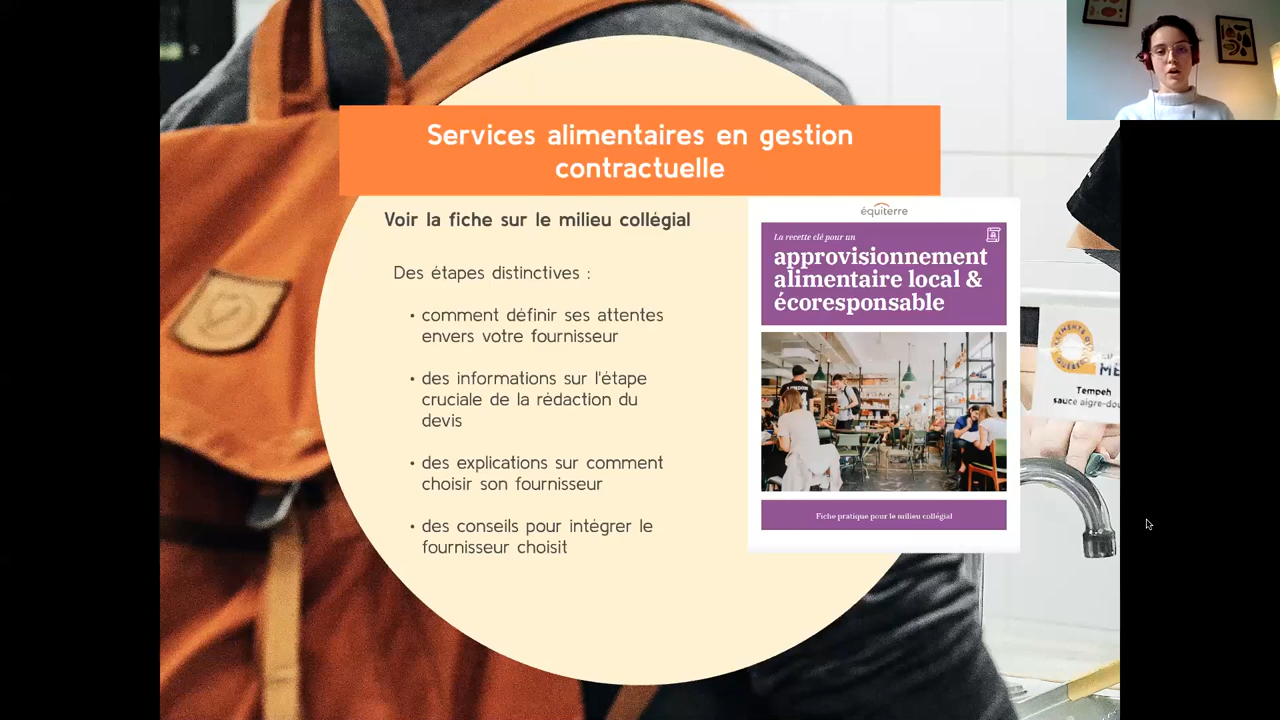 Services alimentaires en gestion
contractuelle
Voir la fiche sur le milieu collégial
Des étapes distinctives :
• comment définir ses attentes
envers votre fournisseur
• des informations sur l'étape
cruciale de la rédaction du
devis
• des explications sur comment
choisir son fournisseur
• des conseils pour intégrer le
fournisseur choisit
équiterre
La recette clé pour un
approvisionnement
alimentaire local &
écoresponsable
Fiche pratique pour le milieu collégial
Tempeh